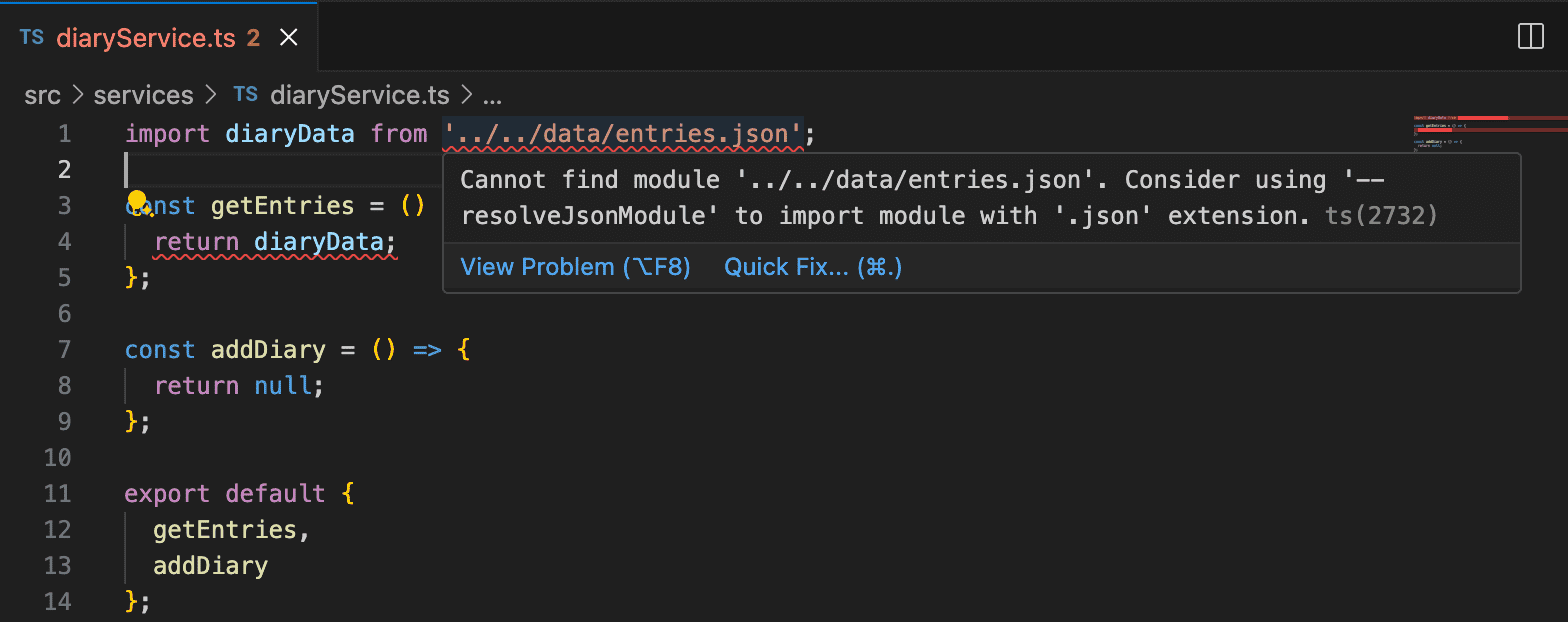 TS diaryService.ts 2 ×
src > services > TS diaryService.ts > ...
1 import diaryData from '../../data/entries.json';
2
Cannot find module '../../data/entries.json'. Consider using '--
3 const getEntries = ()
resolveJsonModule' to import module with '.json' extension. ts(2732)
4 return diaryData;
View Problem (⌥F8) Quick Fix... (⌘.)
5 };
6
7 const addDiary = () => {
8 return null;
9 };
10
11 export default {
12 getEntries,
13 addDiary
14 };